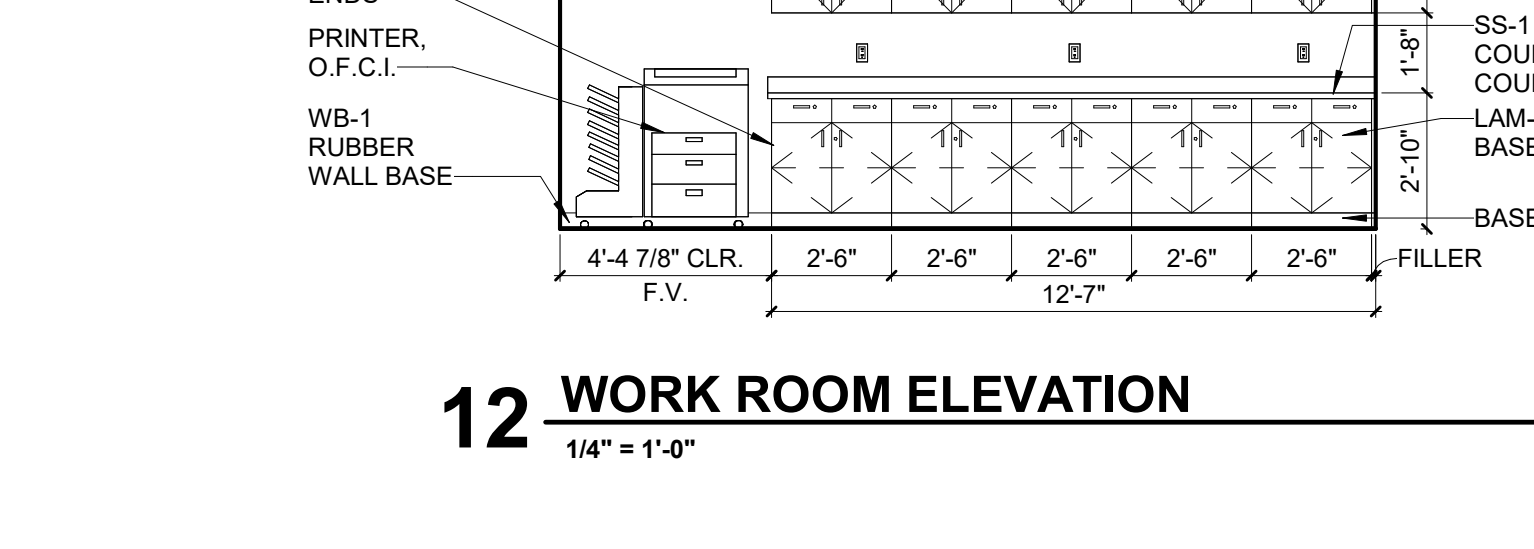 ENDS
PRINTER,
O.F.C.I.
WB-1
RUBBER
WALL BASE
SS-1
1'-8"
LAM-
2'-10"
BASE
4'-4 7/8" CLR.
2'-6"
2'-6"
2'-6"
2'-6"
2'-6"
FILLER
F.V.
12'-7"
12
WORK ROOM ELEVATION
1/4" = 1'-0"